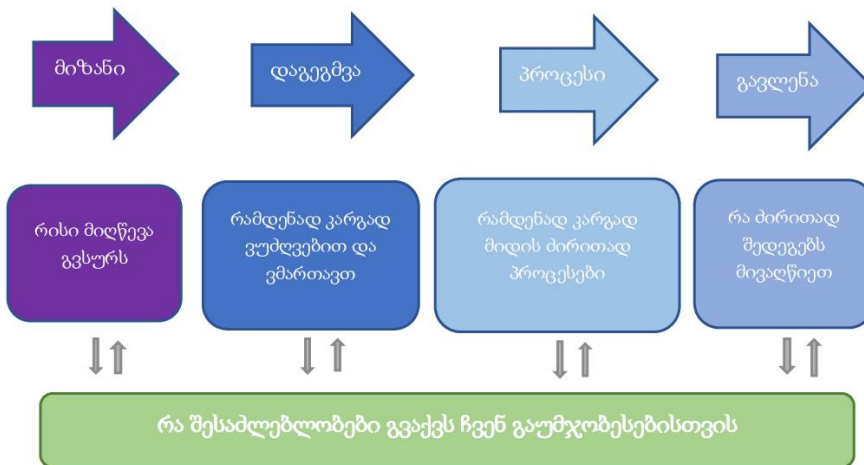 მიზანი
დაგეგმვა
პროცესი
გავლენა
რისი მიღწევა
გვსურს
რამდენად კარგად
ვუძღვებით და
ვმართავთ
რამდენად კარგად
მიდის ძირითად
პროცესები
რა ძირითად
შედეგებს
მივაღწიეთ
რა შესაძლებლობები გვაქვს ჩვენ გაუმჯობესებისთვის